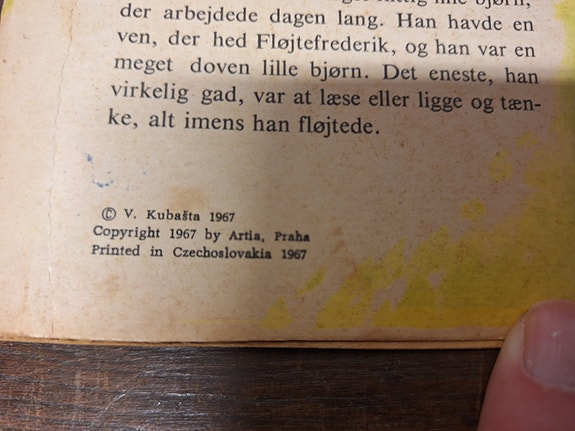 lille bjørn,
der arbejdede dagen lang. Han havde en
ven, der hed Fløjtefrederik, og han var en
meget doven lille bjørn. Det eneste, han
virkelig gad, var at læse eller ligge og tæn-
ke, alt imens han fløjtede.
© V. Kubašta 1967
Copyright 1967 by Artia, Praha
Printed in Czechoslovakia 1967